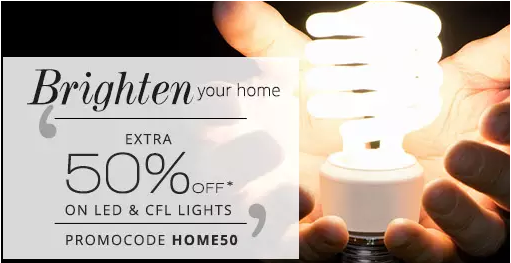 Brighten your home
EXTRA
50% OFF*
ON LED & CFL LIGHTS
PROMOCODE HOME50